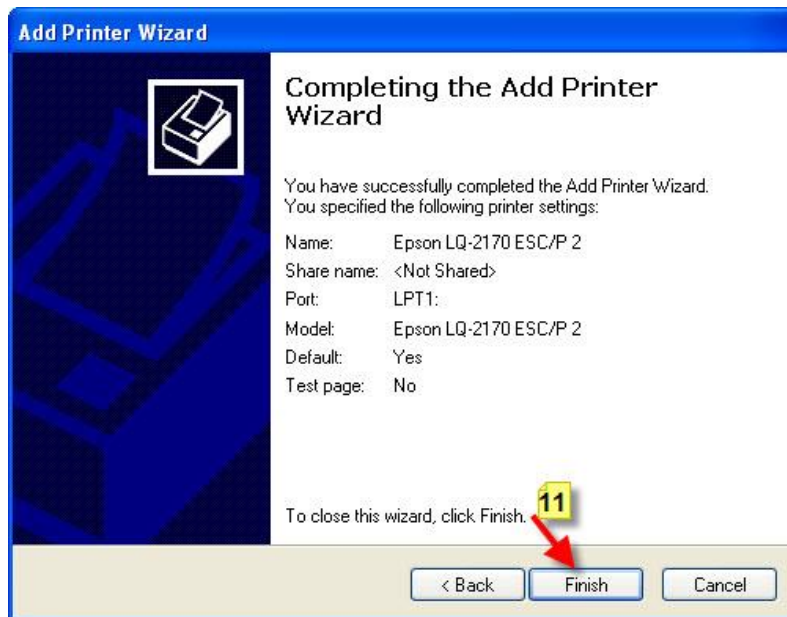 Add Printer Wizard
Completing the Add Printer
Wizard
You have successfully completed the Add Printer Wizard.
You specified the following printer settings:
Name: Epson LQ-2170 ESC/P 2
Share name: <Not Shared>
Port: LPT1:
Model: Epson LQ-2170 ESC/P 2
Default: Yes
Test page: No
To close this wizard, click Finish. 11
< Back Finish Cancel